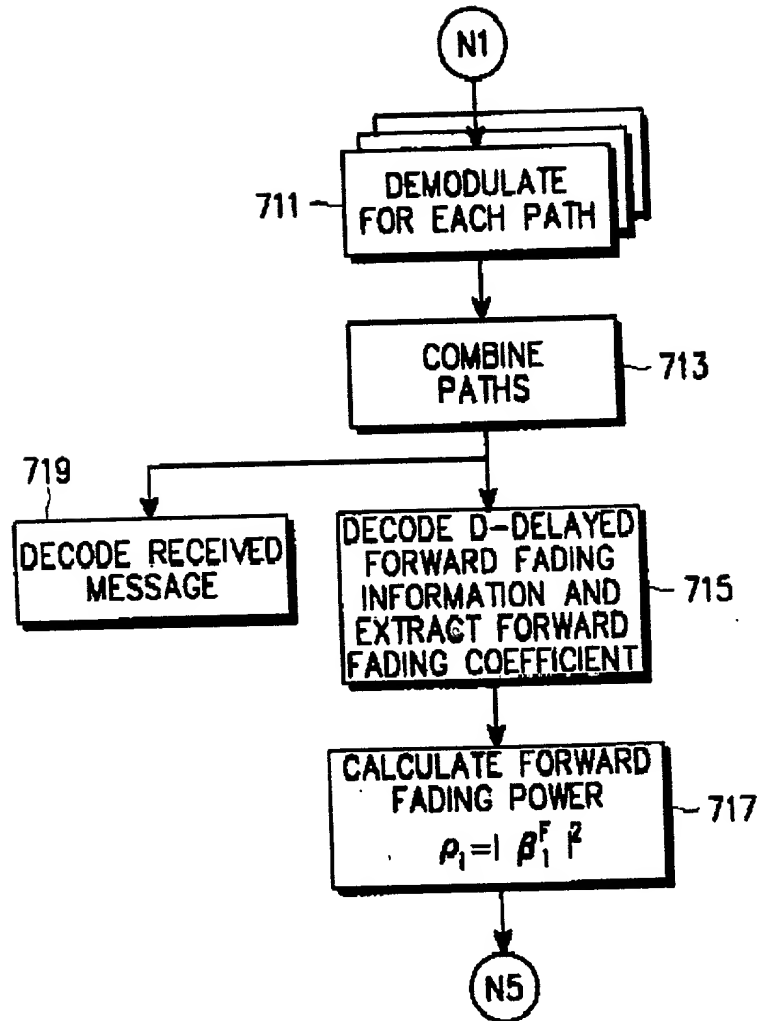 N1
711
DEMODULATE
FOR EACH PATH
COMBINE
PATHS
713
719
DECODE RECEIVED
MESSAGE
DECODE D-DELAYED
FORWARD FADING
INFORMATION AND
EXTRACT FORWARD
FADING COEFFICIENT
715
CALCULATE FORWARD
FADING POWER
ρ₁=| β₁ᶠ |²
717
N5